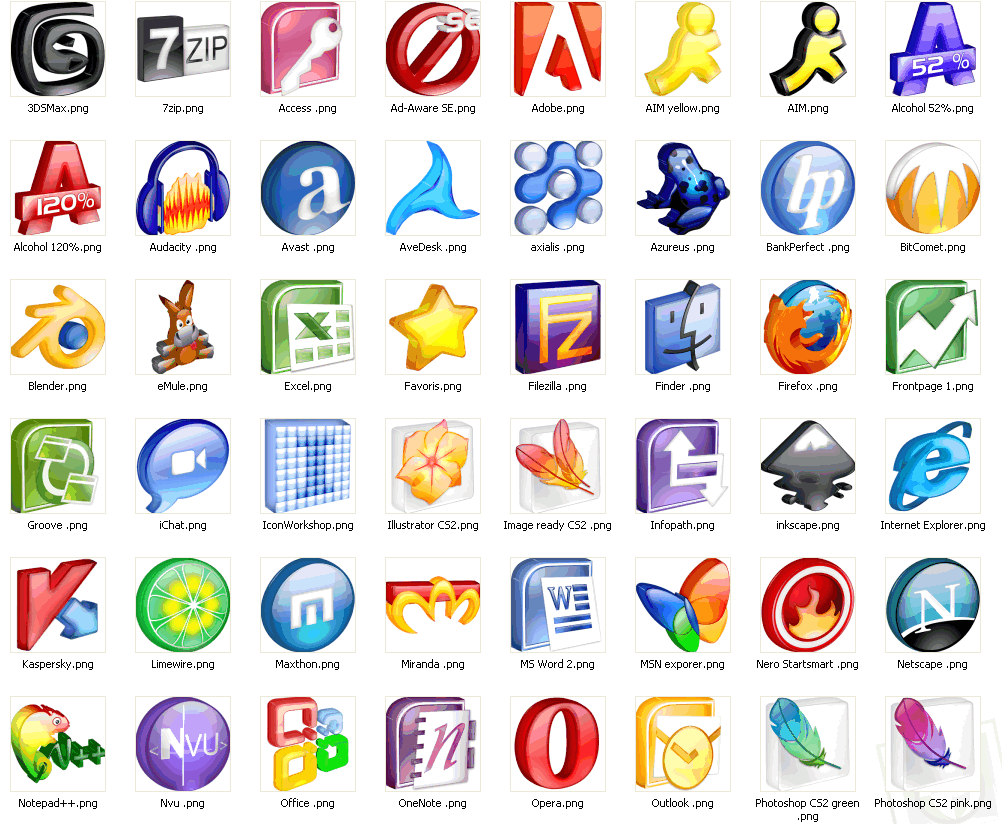 SE
7 ZIP
52 %
3DSMax.png 7zip.png Access .png Ad-Aware SE.png Adobe.png AIM yellow.png AIM.png Alcohol 52%.png
120%
a
bp
Alcohol 120%.png Audacity .png Avast .png AveDesk .png axialis .png Azureus .png BankPerfect .png BitComet.png
X
FZ
Blender.png eMule.png Excel.png Favoris.png Filezilla .png Finder .png Firefox .png Frontpage 1.png
e
Groove .png iChat.png IconWorkshop.png Illustrator CS2.png Image ready CS2 .png Infopath.png inkscape.png Internet Explorer.png
K m W N
Kaspersky.png Limewire.png Maxthon.png Miranda .png MS Word 2.png MSN exporer.png Nero Startsmart .png Netscape .png
<NVU> n O
Notepad++.png Nvu .png Office .png OneNote .png Opera.png Outlook .png Photoshop CS2 green Photoshop CS2 pink.png
.png